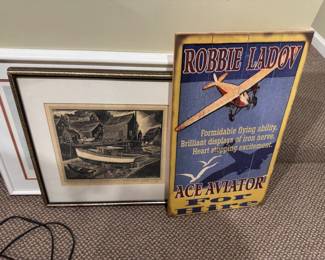 ROBBIE LADOV
Formidable flying ability.
Brilliant displays of iron nerve.
Heart stopping excitement.
ACE AVIATOR
For
Hire